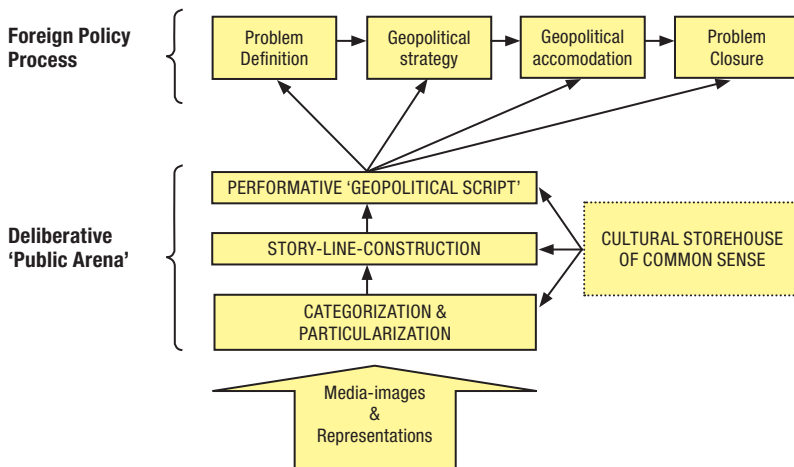 Foreign Policy
Process
Problem
Definition
Geopolitical
strategy
Geopolitical
accomodation
Problem
Closure
Deliberative
‘Public Arena’
PERFORMATIVE ‘GEOPOLITICAL SCRIPT’
STORY-LINE-CONSTRUCTION
CATEGORIZATION &
PARTICULARIZATION
CULTURAL STOREHOUSE
OF COMMON SENSE
Media-images
&
Representations